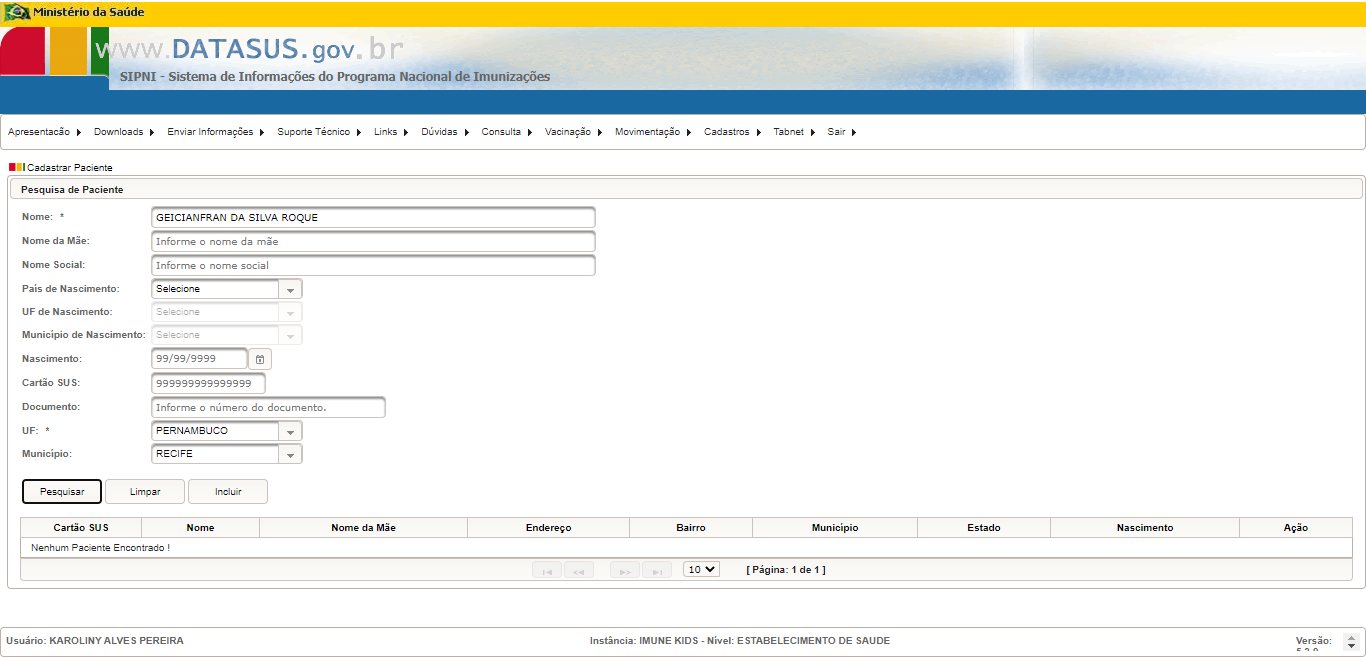 Ministério da Saúde
www.DATASUS.gov.br
SIPNI - Sistema de Informações do Programa Nacional de Imunizações
Apresentacão Downloads Enviar Informações Suporte Técnico Links Dúvidas Consulta Vacinação Movimentação Cadastros Tabnet Sair
Cadastrar Paciente
Pesquisa de Paciente
Nome: * GEICIANFRAN DA SILVA ROQUE
Nome da Mãe: Informe o nome da mãe
Nome Social: Informe o nome social
País de Nascimento: Selecione
UF de Nascimento: Selecione
Município de Nascimento: Selecione
Nascimento: 99/99/9999
Cartão SUS: 999999999999999
Documento: Informe o número do documento.
UF: * PERNAMBUCO
Município: RECIFE
Pesquisar Limpar Incluir
Cartão SUS Nome Nome da Mãe Endereço Bairro Município Estado Nascimento Ação
Nenhum Paciente Encontrado !
10 [ Página: 1 de 1 ]
Usuário: KAROLINY ALVES PEREIRA Instância: IMUNE KIDS - Nível: ESTABELECIMENTO DE SAUDE Versão: